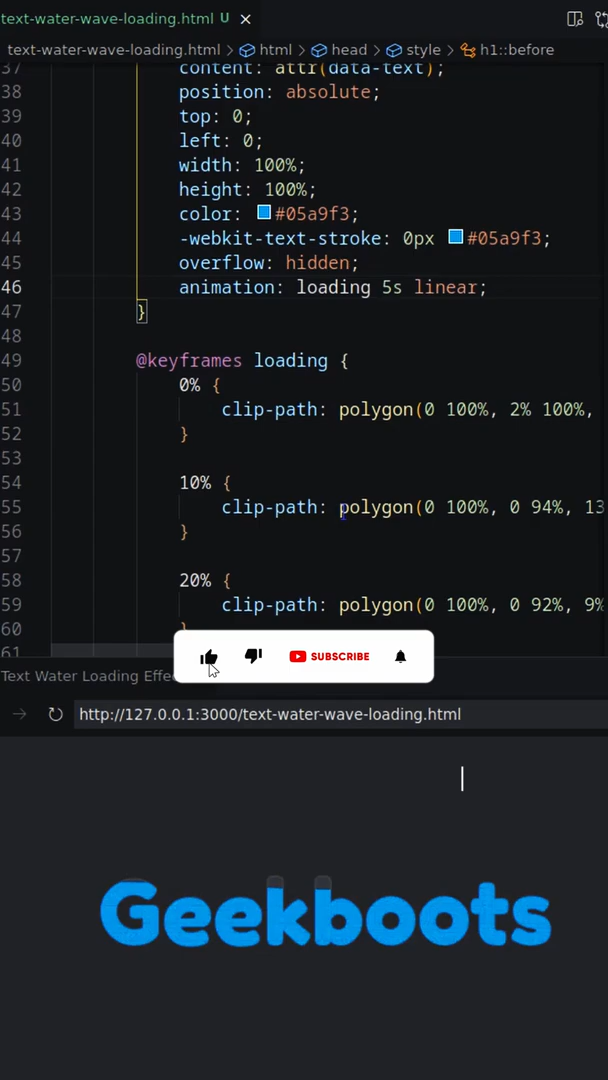 text-water-wave-loading.html U ×
text-water-wave-loading.html > html > head > style > h1::before
37 content: attr(data-text);
38 position: absolute;
39 top: 0;
40 left: 0;
41 width: 100%;
42 height: 100%;
43 color: #05a9f3;
44 -webkit-text-stroke: 0px #05a9f3;
45 overflow: hidden;
46 animation: loading 5s linear;
47 }
48
49 @keyframes loading {
50 0% {
51 clip-path: polygon(0 100%, 2% 100%,
52 }
53
54 10% {
55 clip-path: polygon(0 100%, 0 94%, 13
56 }
57
58 20% {
59 clip-path: polygon(0 100%, 0 92%, 9%
60 }
61
SUBSCRIBE
Text Water Loading Effe
http://127.0.0.1:3000/text-water-wave-loading.html
Geekboots